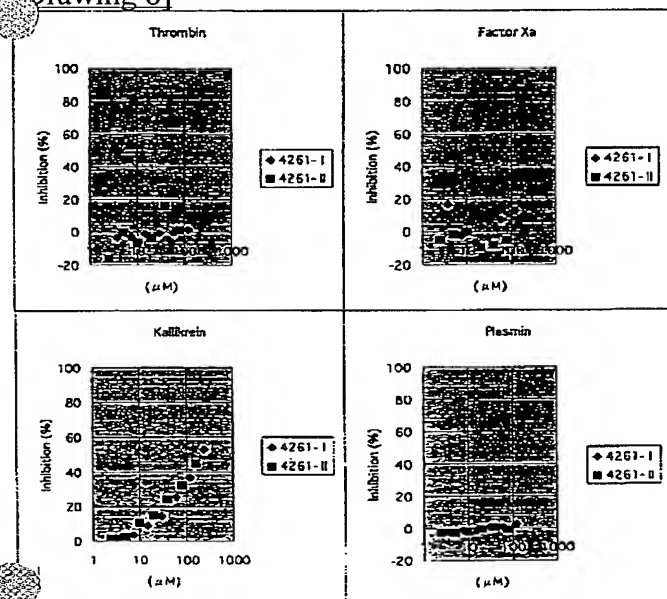 Drawing 6]
Thrombin
100
80
60
40
20
0
-20
Inhibition (%)
(μM)
4261-I
4261-II
Factor Xa
100
80
60
40
20
0
-20
Inhibition (%)
(μM)
4261-I
4261-II
Kallikrein
100
80
60
40
20
0
Inhibition (%)
1 10 100 1000
(μM)
4261-I
4261-II
Plasmin
100
80
60
40
20
0
-20
Inhibition (%)
(μM)
4261-I
4261-II